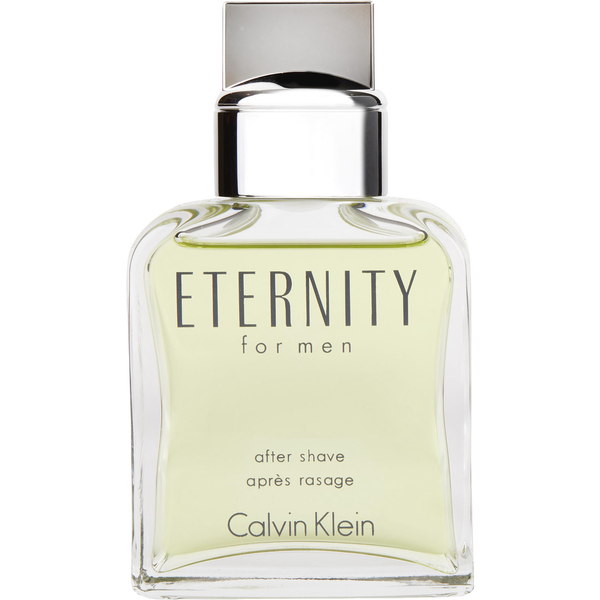 ETERNITY
for men
after shave
après rasage
Calvin Klein